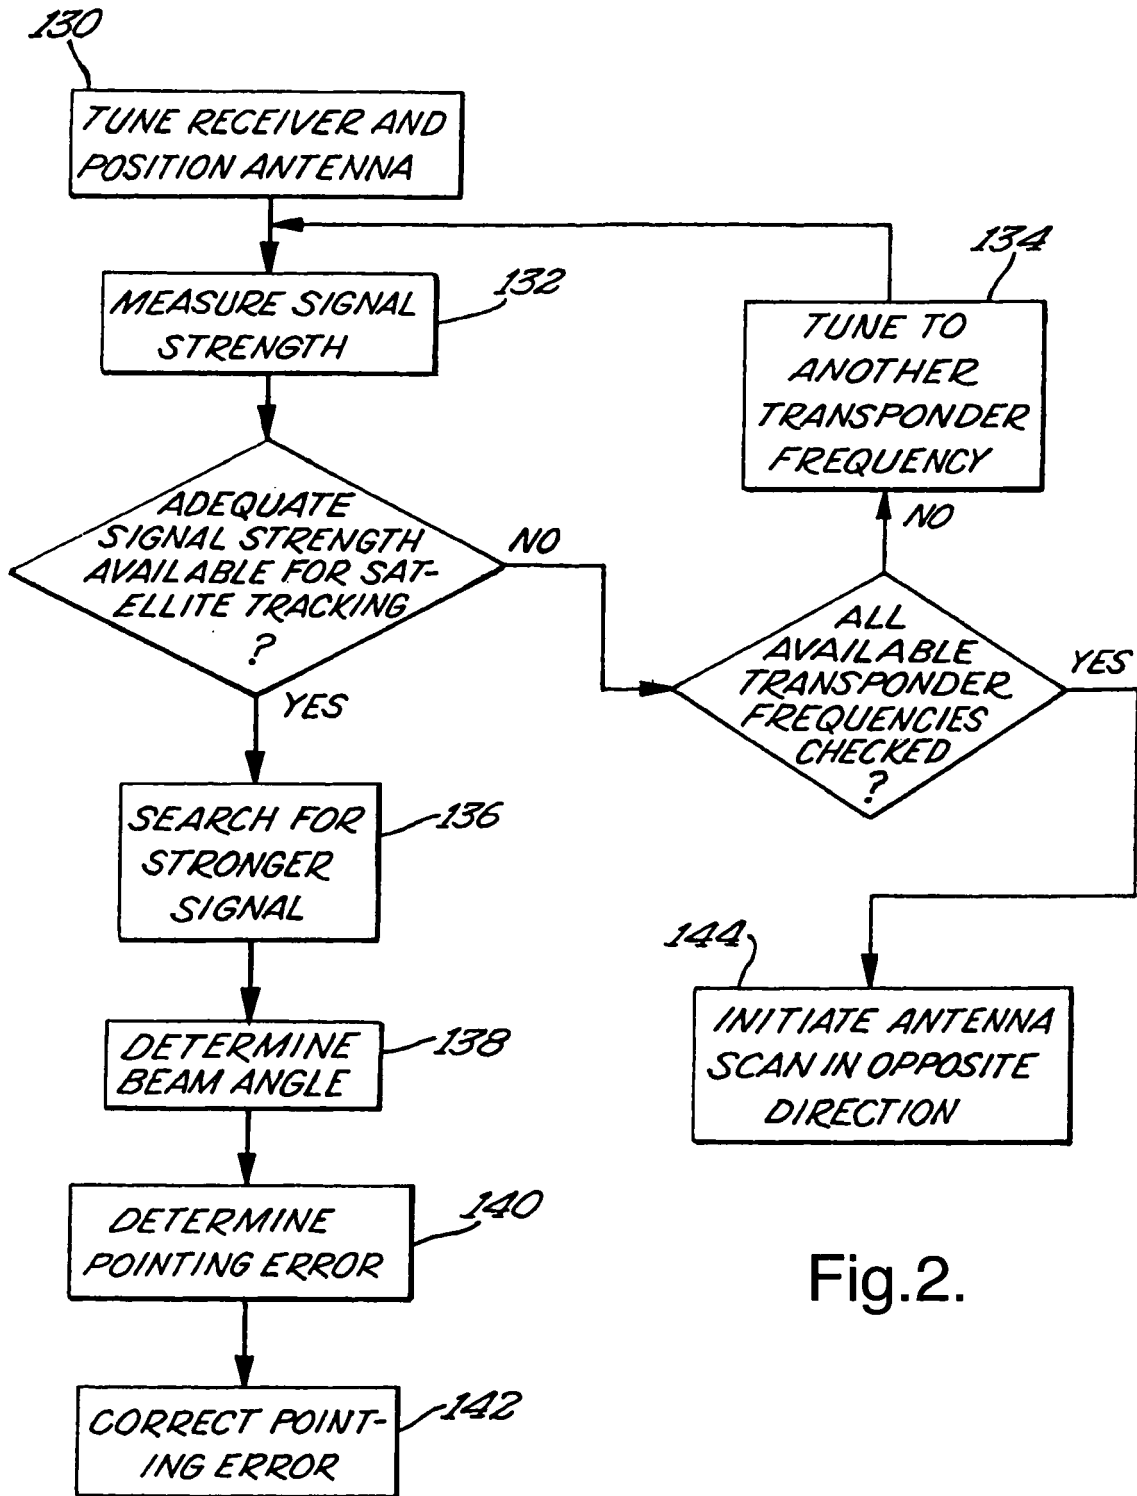 130
TUNE RECEIVER AND
POSITION ANTENNA
MEASURE SIGNAL
STRENGTH
132
134
TUNE TO
ANOTHER
TRANSPONDER
FREQUENCY
NO
ADEQUATE
SIGNAL STRENGTH
AVAILABLE FOR SAT-
ELLITE TRACKING
?
NO
YES
ALL
AVAILABLE
TRANSPONDER
FREQUENCIES
CHECKED
?
YES
SEARCH FOR
STRONGER
SIGNAL
136
144
INITIATE ANTENNA
SCAN IN OPPOSITE
DIRECTION
DETERMINE
BEAM ANGLE
138
DETERMINE
POINTING ERROR
140
CORRECT POINT-
ING ERROR
142
Fig.2.